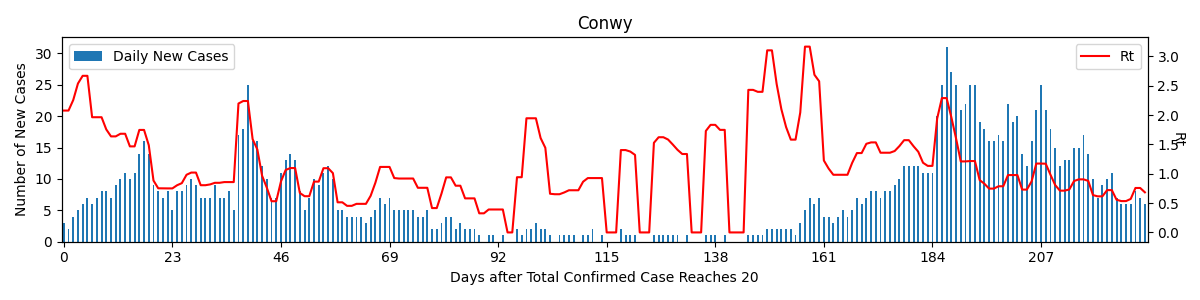 Conwy
Daily New Cases
Rt
Number of New Cases
30
25
20
15
10
5
0
3.0
2.5
2.0
1.5
1.0
0.5
0.0
Rt
0 23 46 69 92 115 138 161 184 207
Days after Total Confirmed Case Reaches 20